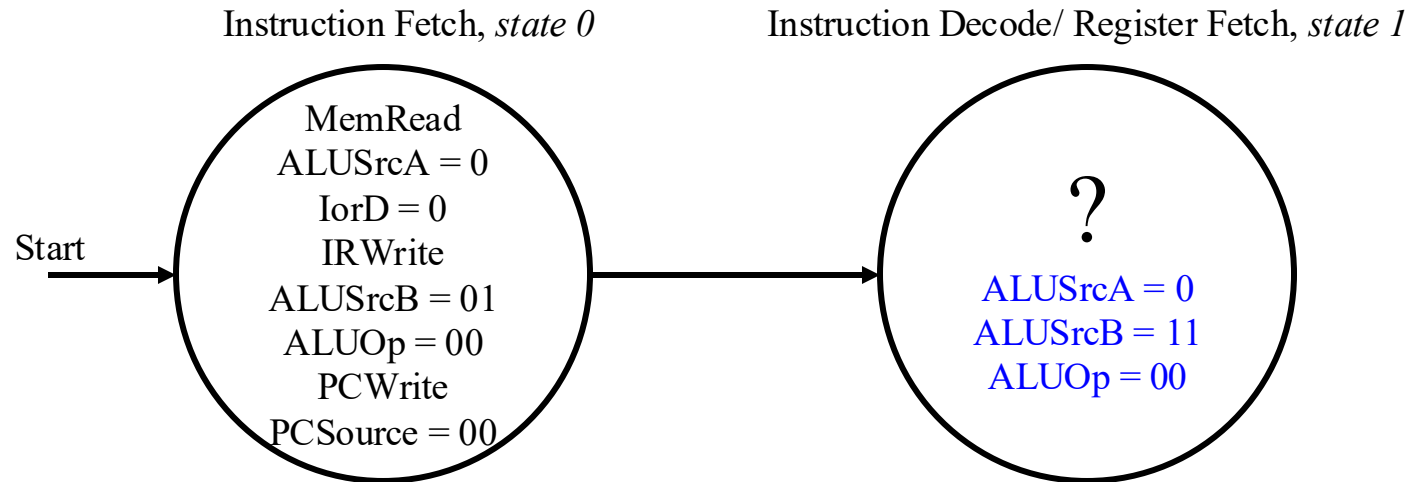 Instruction Fetch, state 0
Instruction Decode/ Register Fetch, state 1
Start
MemRead
ALUSrcA = 0
IorD = 0
IRWrite
ALUSrcB = 01
ALUOp = 00
PCWrite
PCSource = 00
?
ALUSrcA = 0
ALUSrcB = 11
ALUOp = 00